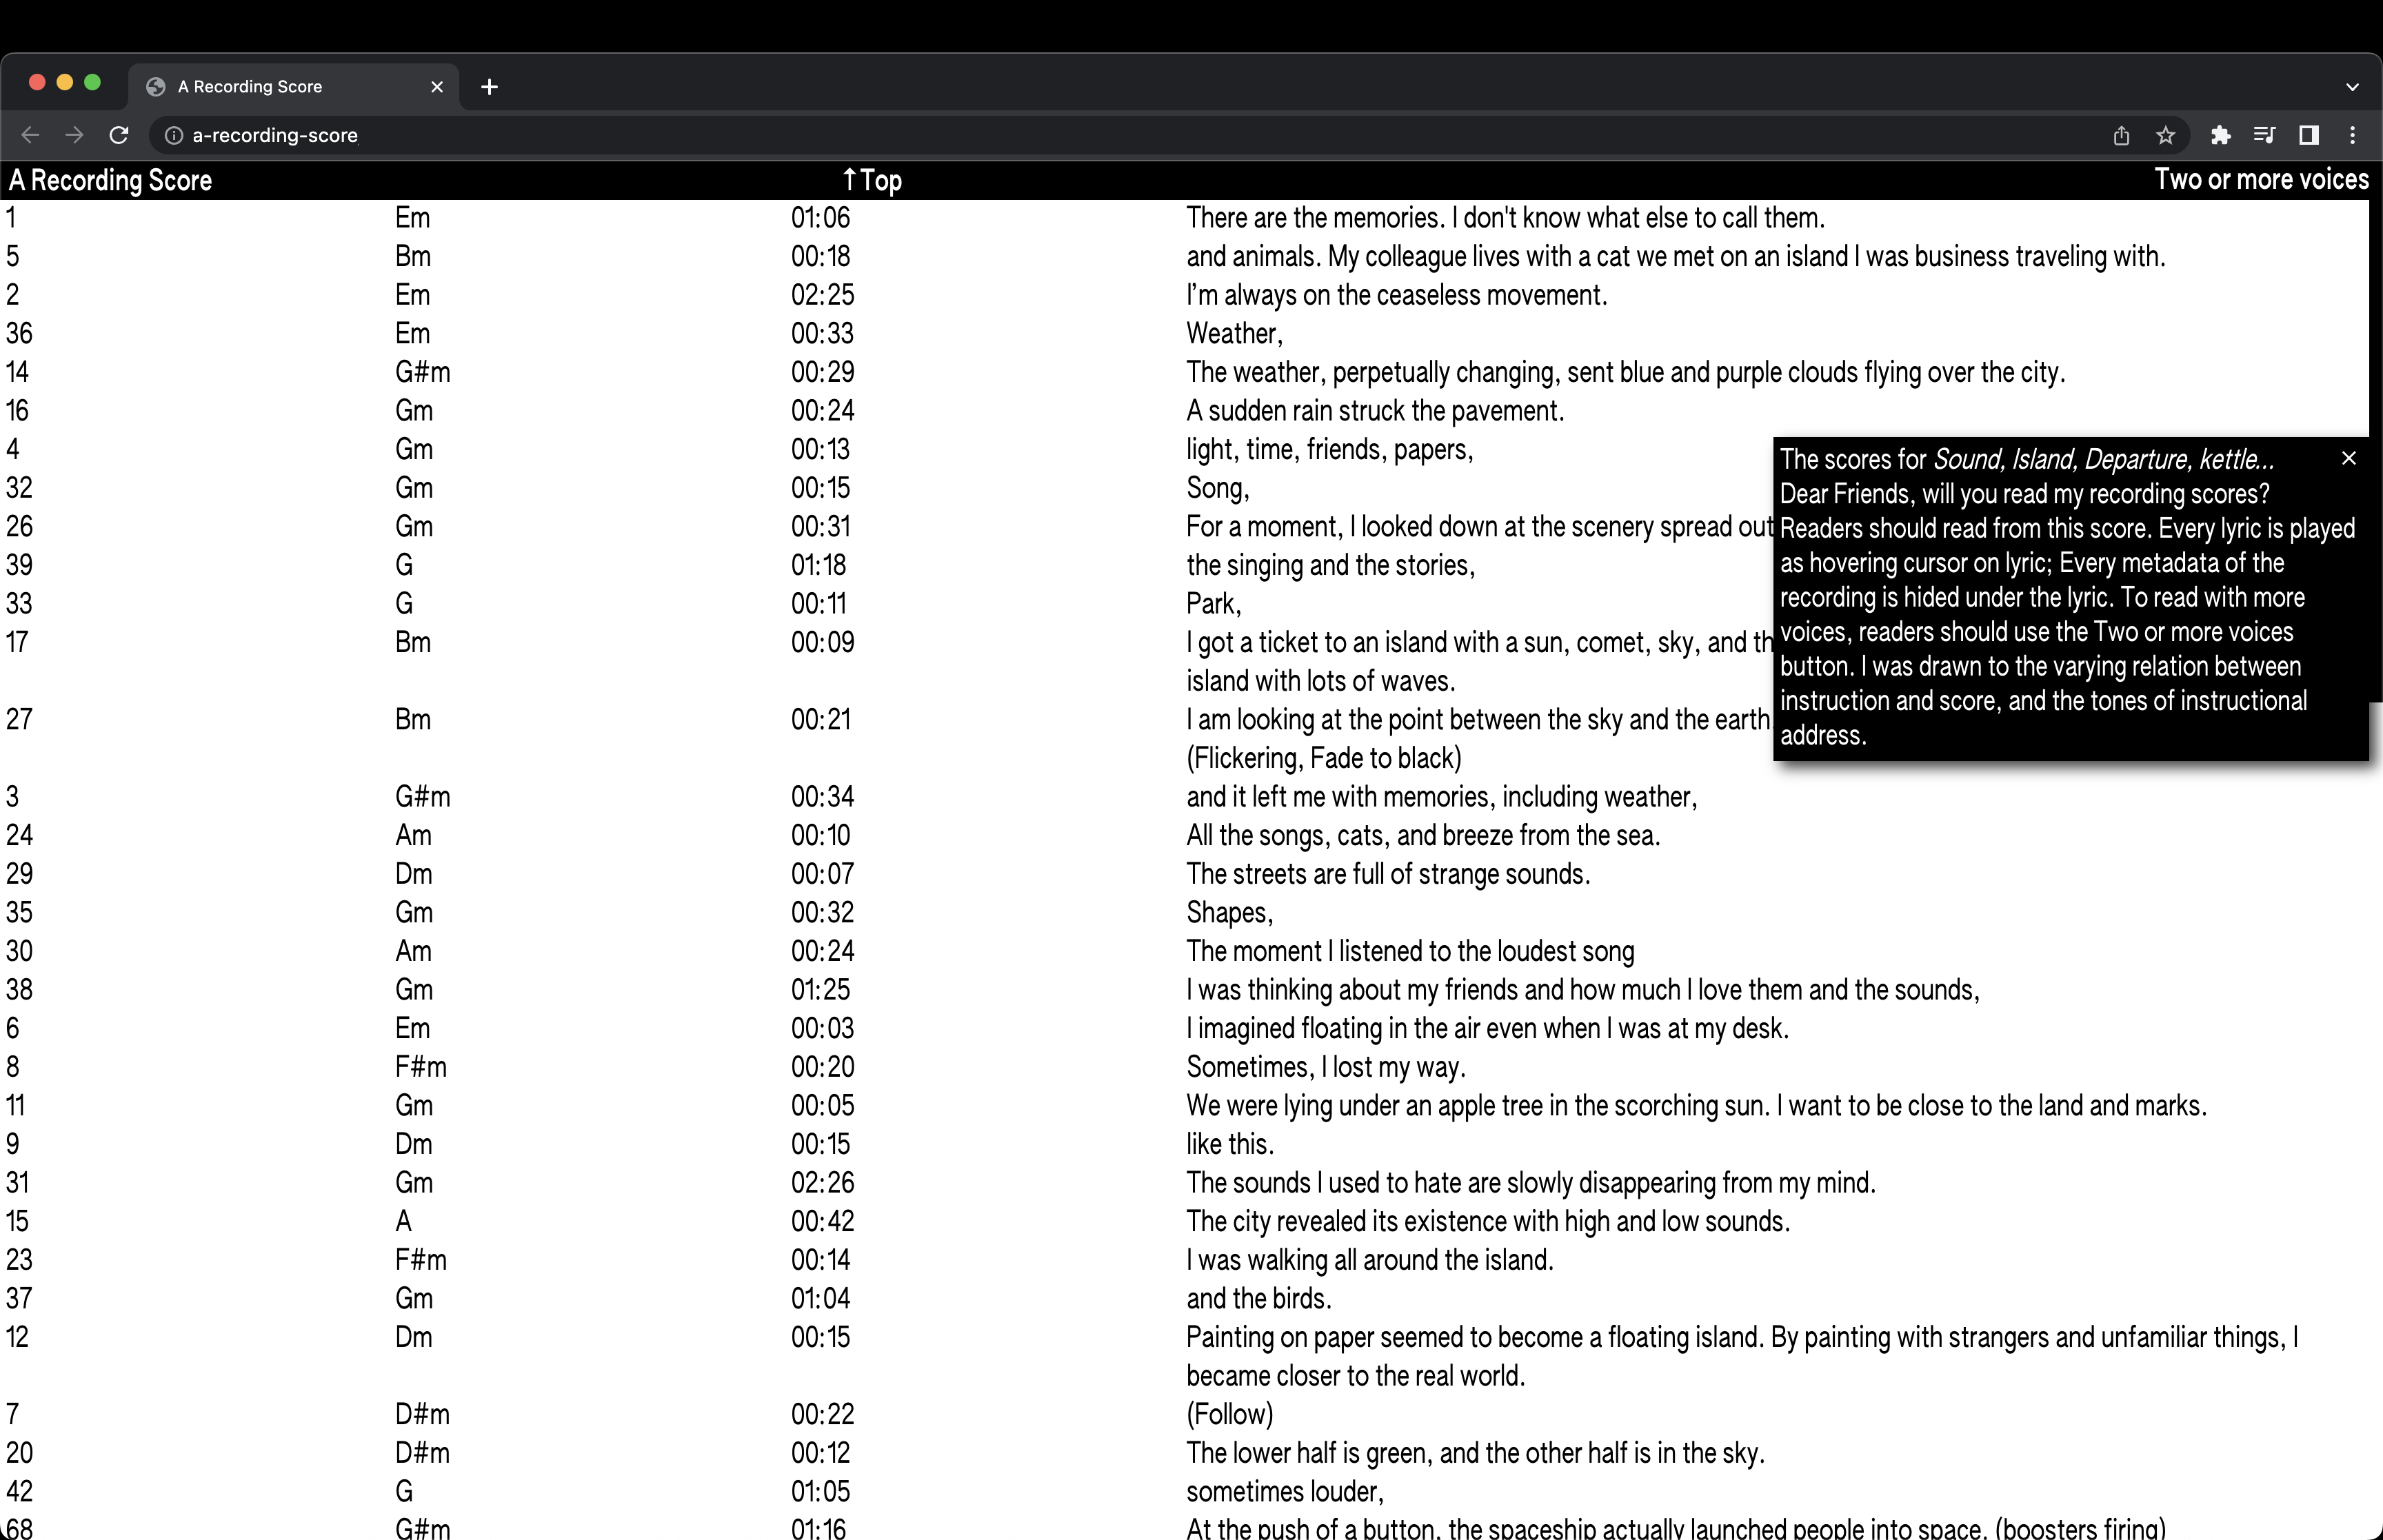 A Recording Score
a-recording-score
A Recording Score ↑Top Two or more voices
1 Em 01:06 There are the memories. I don't know what else to call them.
5 Bm 00:18 and animals. My colleague lives with a cat we met on an island I was business traveling with.
2 Em 02:25 I’m always on the ceaseless movement.
36 Em 00:33 Weather,
14 G#m 00:29 The weather, perpetually changing, sent blue and purple clouds flying over the city.
16 Gm 00:24 A sudden rain struck the pavement.
4 Gm 00:13 light, time, friends, papers,
32 Gm 00:15 Song,
26 Gm 00:31 For a moment, I looked down at the scenery spread out
39 G 01:18 the singing and the stories,
33 G 00:11 Park,
17 Bm 00:09 I got a ticket to an island with a sun, comet, sky, and
island with lots of waves.
27 Bm 00:21 I am looking at the point between the sky and the earth
(Flickering, Fade to black)
3 G#m 00:34 and it left me with memories, including weather,
24 Am 00:10 All the songs, cats, and breeze from the sea.
29 Dm 00:07 The streets are full of strange sounds.
35 Gm 00:32 Shapes,
30 Am 00:24 The moment I listened to the loudest song
38 Gm 01:25 I was thinking about my friends and how much I love them and the sounds,
6 Em 00:03 I imagined floating in the air even when I was at my desk.
8 F#m 00:20 Sometimes, I lost my way.
11 Gm 00:05 We were lying under an apple tree in the scorching sun. I want to be close to the land and marks.
9 Dm 00:15 like this.
31 Gm 02:26 The sounds I used to hate are slowly disappearing from my mind.
15 A 00:42 The city revealed its existence with high and low sounds.
23 F#m 00:14 I was walking all around the island.
37 Gm 01:04 and the birds.
12 Dm 00:15 Painting on paper seemed to become a floating island. By painting with strangers and unfamiliar things, I
became closer to the real world.
7 D#m 00:22 (Follow)
20 D#m 00:12 The lower half is green, and the other half is in the sky.
42 G 01:05 sometimes louder,
68 G#m 01:16 At the push of a button, the spaceship actually launched people into space. (boosters firing)
The scores for Sound, Island, Departure, kettle...
Dear Friends, will you read my recording scores?
Readers should read from this score. Every lyric is played
as hovering cursor on lyric; Every metadata of the
recording is hided under the lyric. To read with more
voices, readers should use the Two or more voices
button. I was drawn to the varying relation between
instruction and score, and the tones of instructional
address.